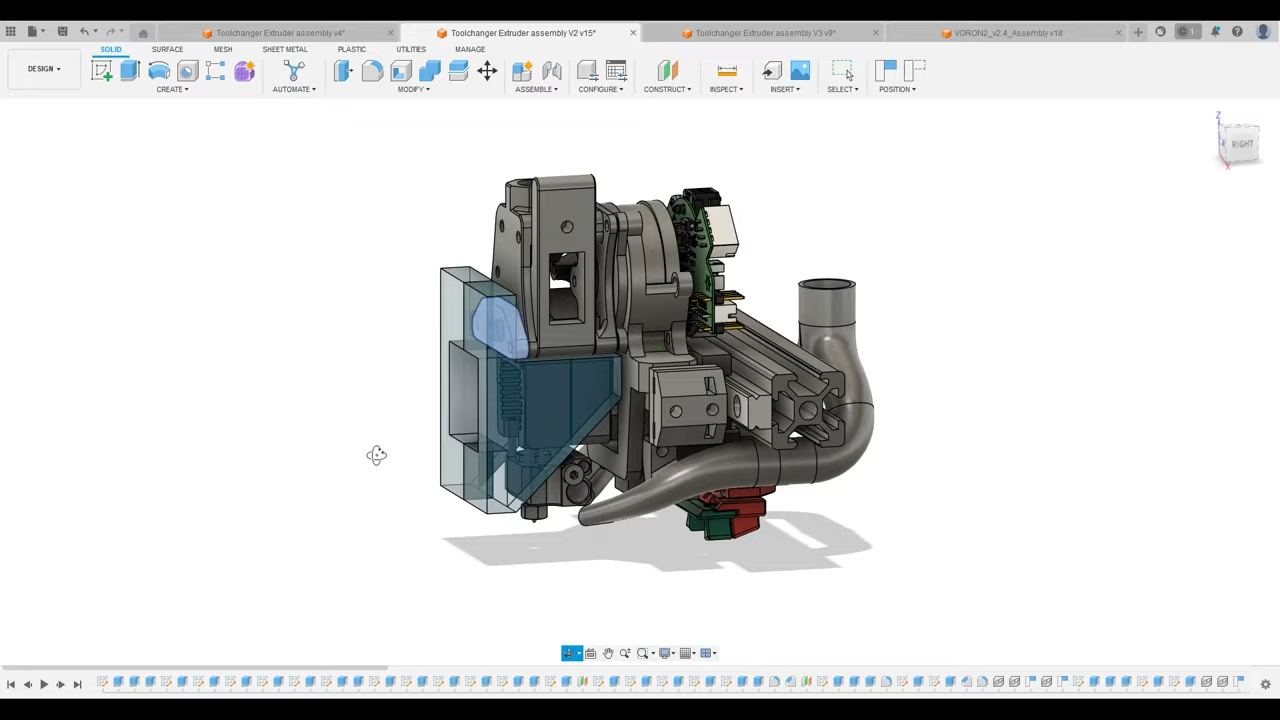 Toolchanger Extruder assembly v4*
Toolchanger Extruder assembly V2 v15*
Toolchanger Extruder assembly V3 v9*
VORON2_v2.4_Assembly v18
1
SOLID
SURFACE
MESH
SHEET METAL
PLASTIC
UTILITIES
MANAGE
DESIGN
CREATE
AUTOMATE
MODIFY
ASSEMBLE
CONFIGURE
CONSTRUCT
INSPECT
INSERT
SELECT
POSITION
Z
RIGHT
X